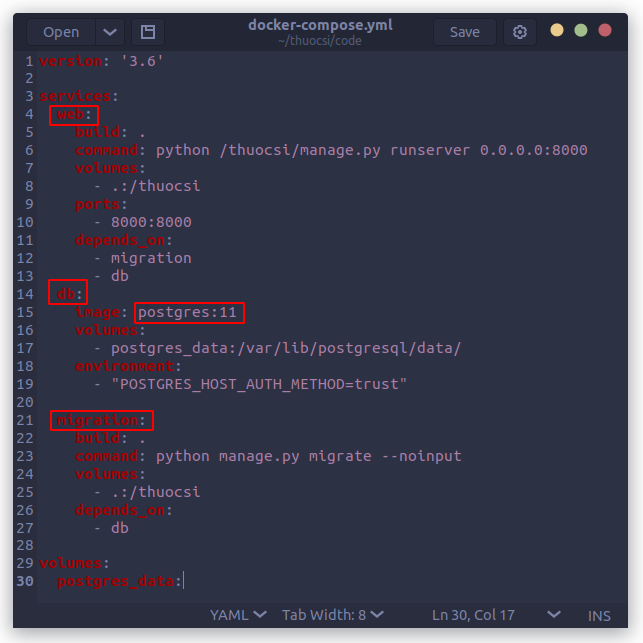 Open
docker-compose.yml
~/thuocsi/code
Save
1 version: '3.6'
2
3 services:
4   web:
5     build: .
6     command: python /thuocsi/manage.py runserver 0.0.0.0:8000
7     volumes:
8       - .:/thuocsi
9     ports:
10       - 8000:8000
11     depends_on:
12       - migration
13       - db
14   db:
15     image: postgres:11
16     volumes:
17       - postgres_data:/var/lib/postgresql/data/
18     environment:
19       - "POSTGRES_HOST_AUTH_METHOD=trust"
20
21   migration:
22     build: .
23     command: python manage.py migrate --noinput
24     volumes:
25       - .:/thuocsi
26     depends_on:
27       - db
28
29 volumes:
30   postgres_data:
YAML Tab Width: 8 Ln 30, Col 17 INS